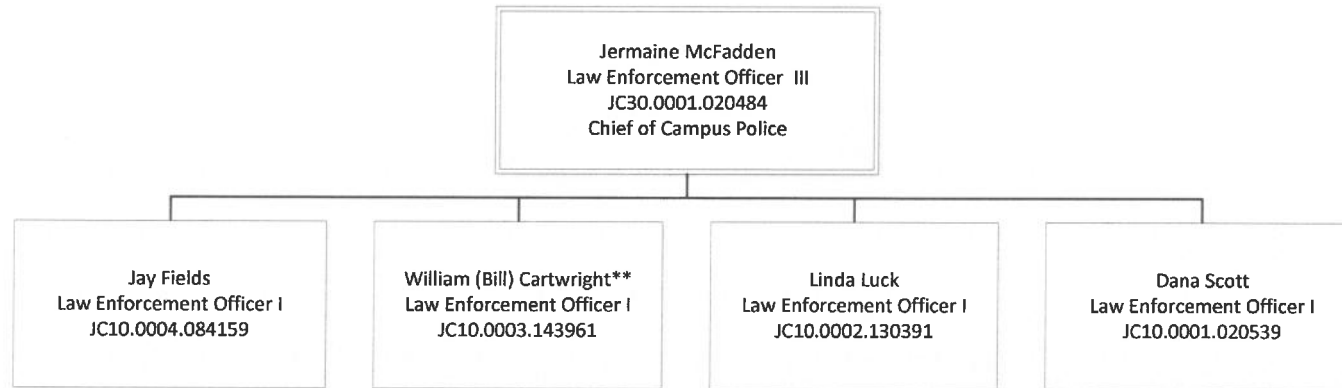 Jermaine McFadden
Law Enforcement Officer III
JC30.0001.020484
Chief of Campus Police
Jay Fields
Law Enforcement Officer I
JC10.0004.084159
William (Bill) Cartwright**
Law Enforcement Officer I
JC10.0003.143961
Linda Luck
Law Enforcement Officer I
JC10.0002.130391
Dana Scott
Law Enforcement Officer I
JC10.0001.020539